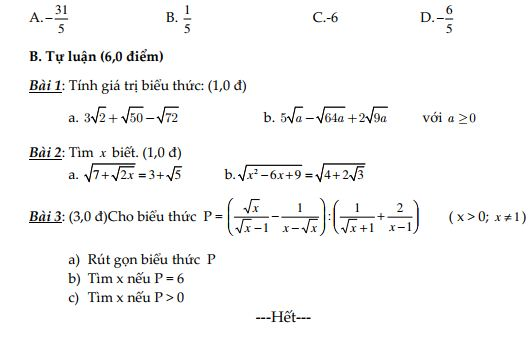 A. −31/5 B. 1/5 C.-6 D. −6/5
B. Tự luận (6,0 điểm)
Bài 1: Tính giá trị biểu thức: (1,0 đ)
a. 3√2 + √50 − √72 b. 5√a − √64a + 2√9a với a ≥ 0
Bài 2: Tìm x biết. (1,0 đ)
a. √(7 + √(2x)) = 3 + √5 b. √(x² − 6x + 9) = √(4 + 2√3)
Bài 3: (3,0 đ)Cho biểu thức P = (√x/(√x − 1) − 1/(x − √x)) : (1/(√x + 1) + 2/(x − 1)) ( x > 0; x ≠ 1)
a) Rút gọn biểu thức P
b) Tìm x nếu P = 6
c) Tìm x nếu P > 0
---Hết---